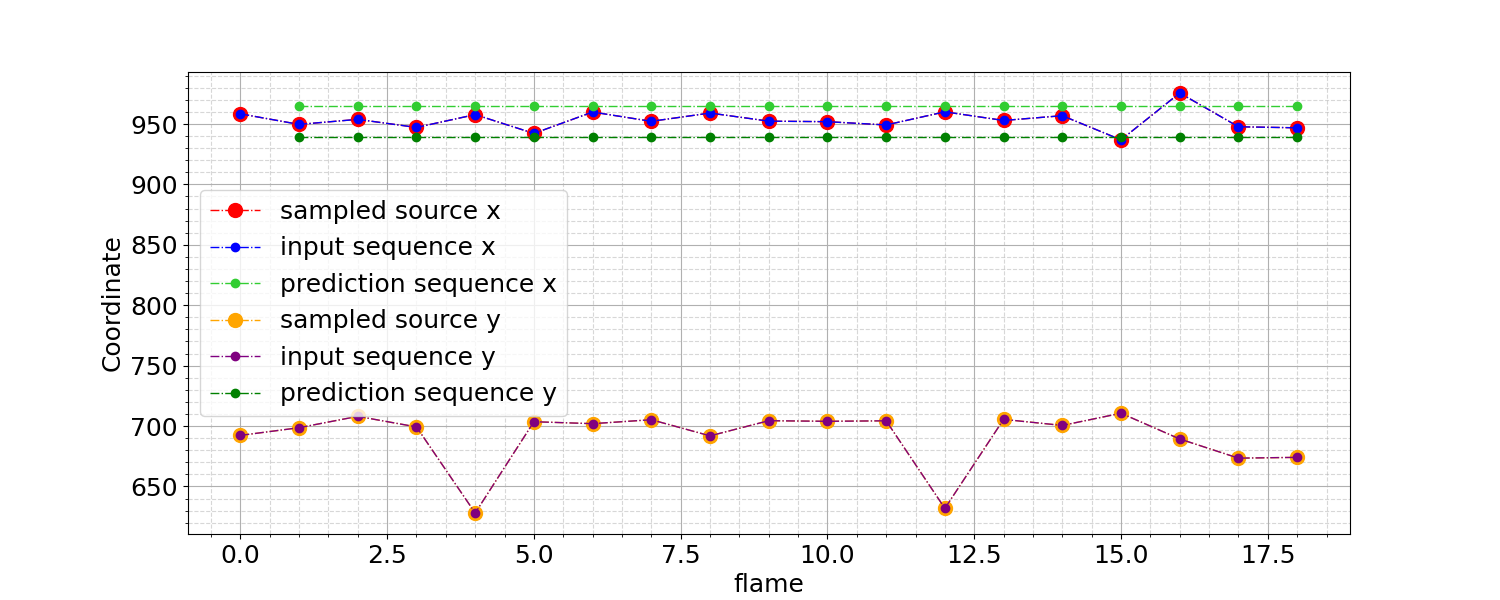 950
900
850
800
750
700
650
Coordinate
sampled source x
input sequence x
prediction sequence x
sampled source y
input sequence y
prediction sequence y
0.0 2.5 5.0 7.5 10.0 12.5 15.0 17.5
flame